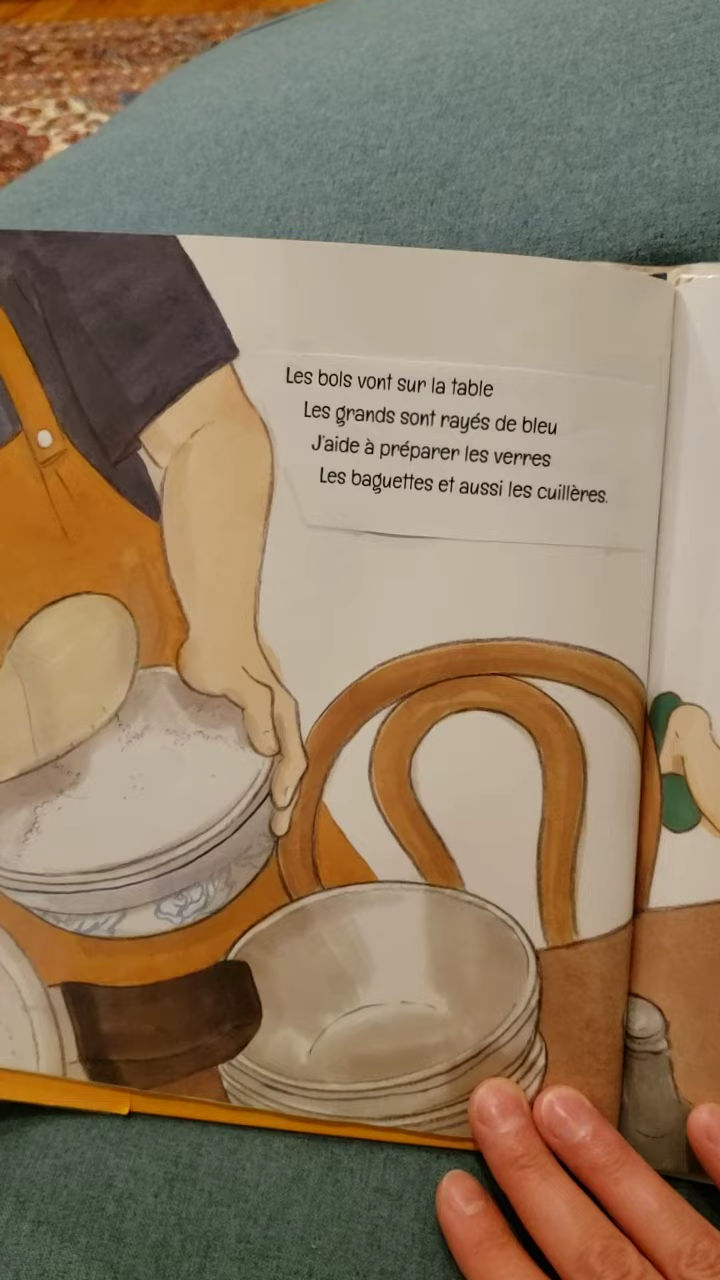 Les bols vont sur la table
Les grands sont rayés de bleu
J'aide à préparer les verres
Les baguettes et aussi les cuillères.